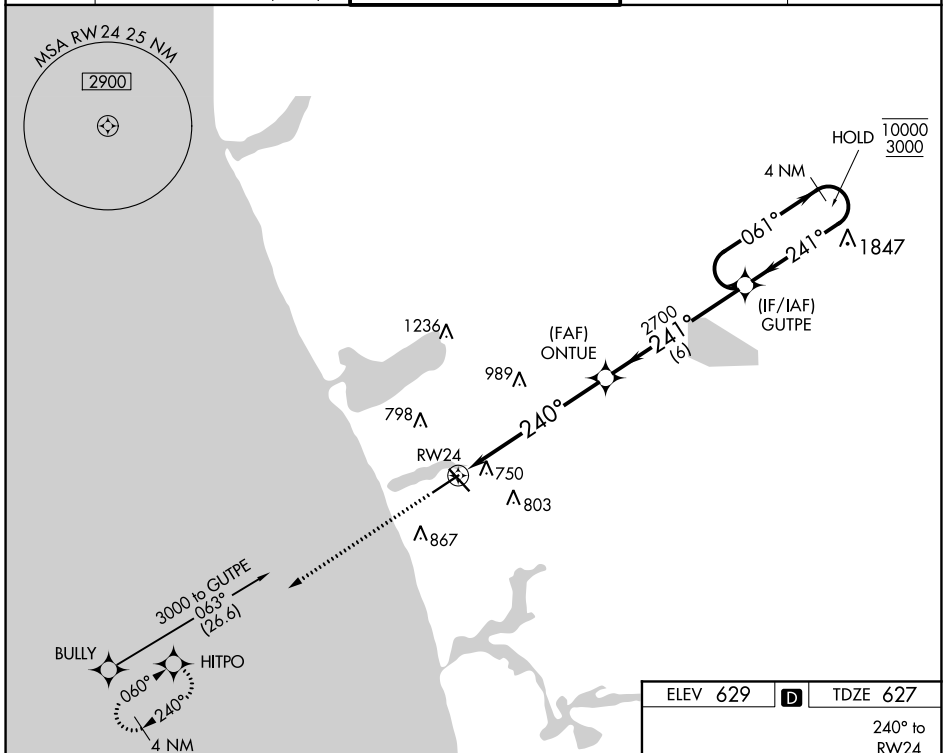 MSA RW24 25 NM
2900
HOLD
10000
3000
4 NM
061°
241°
1847
(IF/IAF)
GUTPE
2700
241°
(6)
(FAF)
ONTUE
1236
989
798
240°
RW24
750
803
867
3000 to GUTPE
063°
(26.6)
BULLY
HITPO
060°
240°
4 NM
ELEV 629 D TDZE 627
240° to
RW24